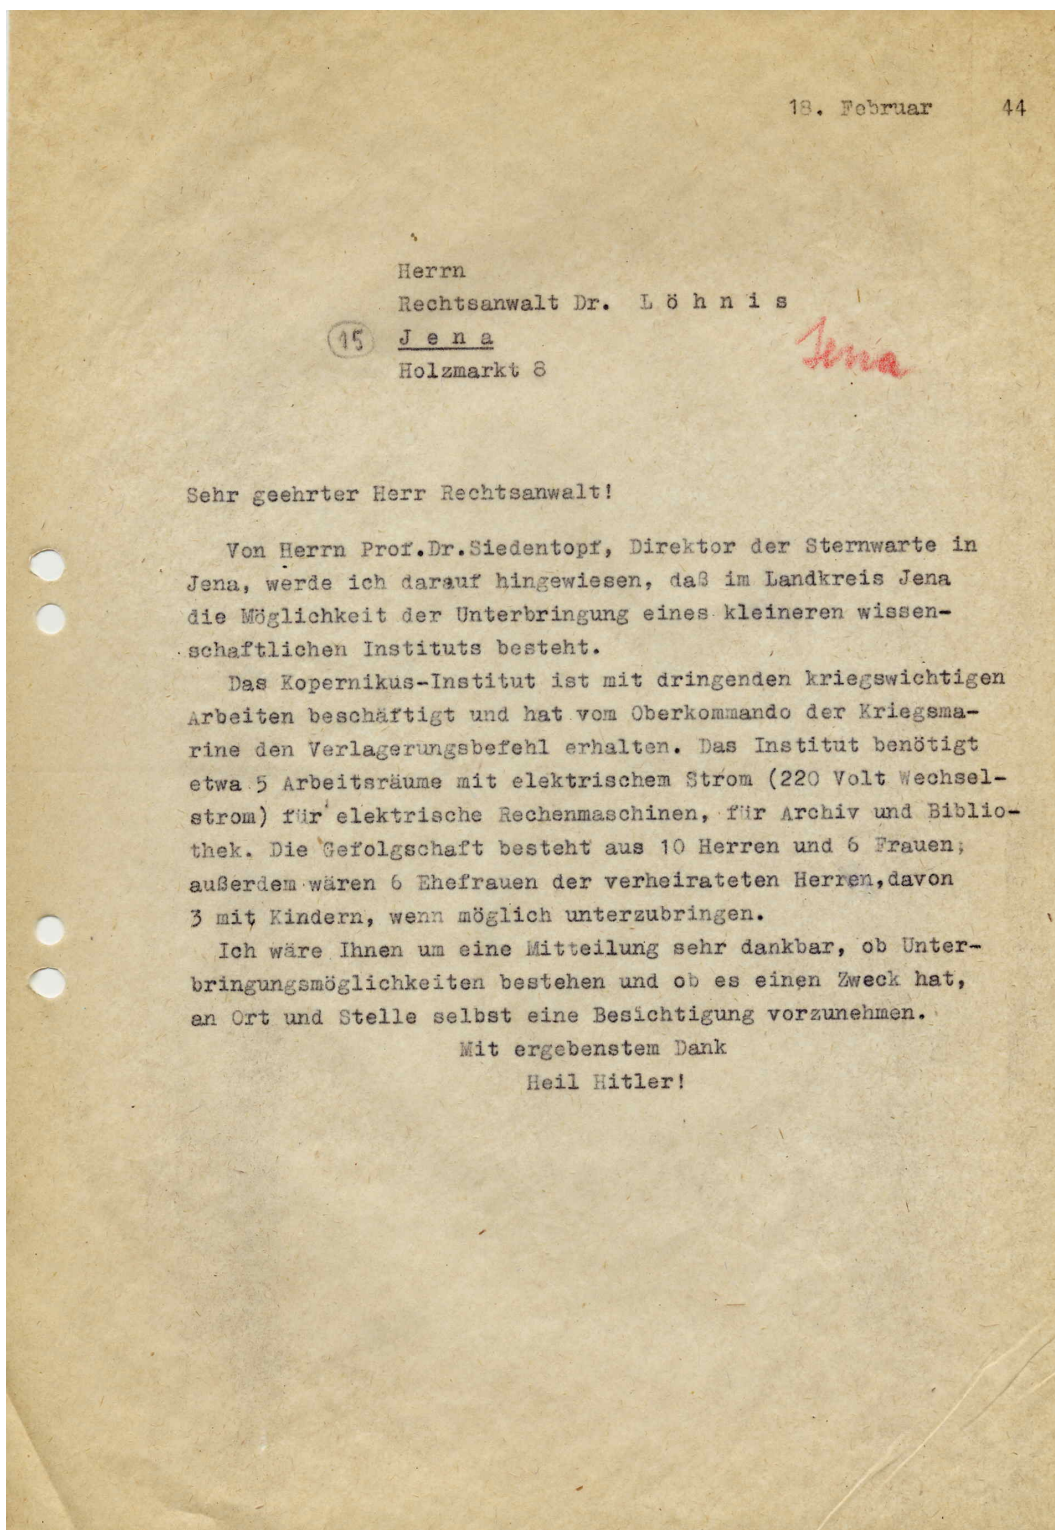 18. Februar 44
Herrn
Rechtsanwalt Dr. L ö h n i s
(15) J e n a
Jena
Holzmarkt 8
Sehr geehrter Herr Rechtsanwalt!
Von Herrn Prof.Dr.Siedentopf, Direktor der Sternwarte in
Jena, werde ich darauf hingewiesen, daß im Landkreis Jena
die Möglichkeit der Unterbringung eines kleineren wissen-
schaftlichen Instituts besteht.
Das Kopernikus-Institut ist mit dringenden kriegswichtigen
Arbeiten beschäftigt und hat vom Oberkommando der Kriegsma-
rine den Verlagerungsbefehl erhalten. Das Institut benötigt
etwa 5 Arbeitsräume mit elektrischem Strom (220 Volt Wechsel-
strom) für elektrische Rechenmaschinen, für Archiv und Biblio-
thek. Die Gefolgschaft besteht aus 10 Herren und 6 Frauen;
außerdem wären 6 Ehefrauen der verheirateten Herren,davon
3 mit Kindern, wenn möglich unterzubringen.
Ich wäre Ihnen um eine Mitteilung sehr dankbar, ob Unter-
bringungsmöglichkeiten bestehen und ob es einen Zweck hat,
an Ort und Stelle selbst eine Besichtigung vorzunehmen.
Mit ergebenstem Dank
Heil Hitler!